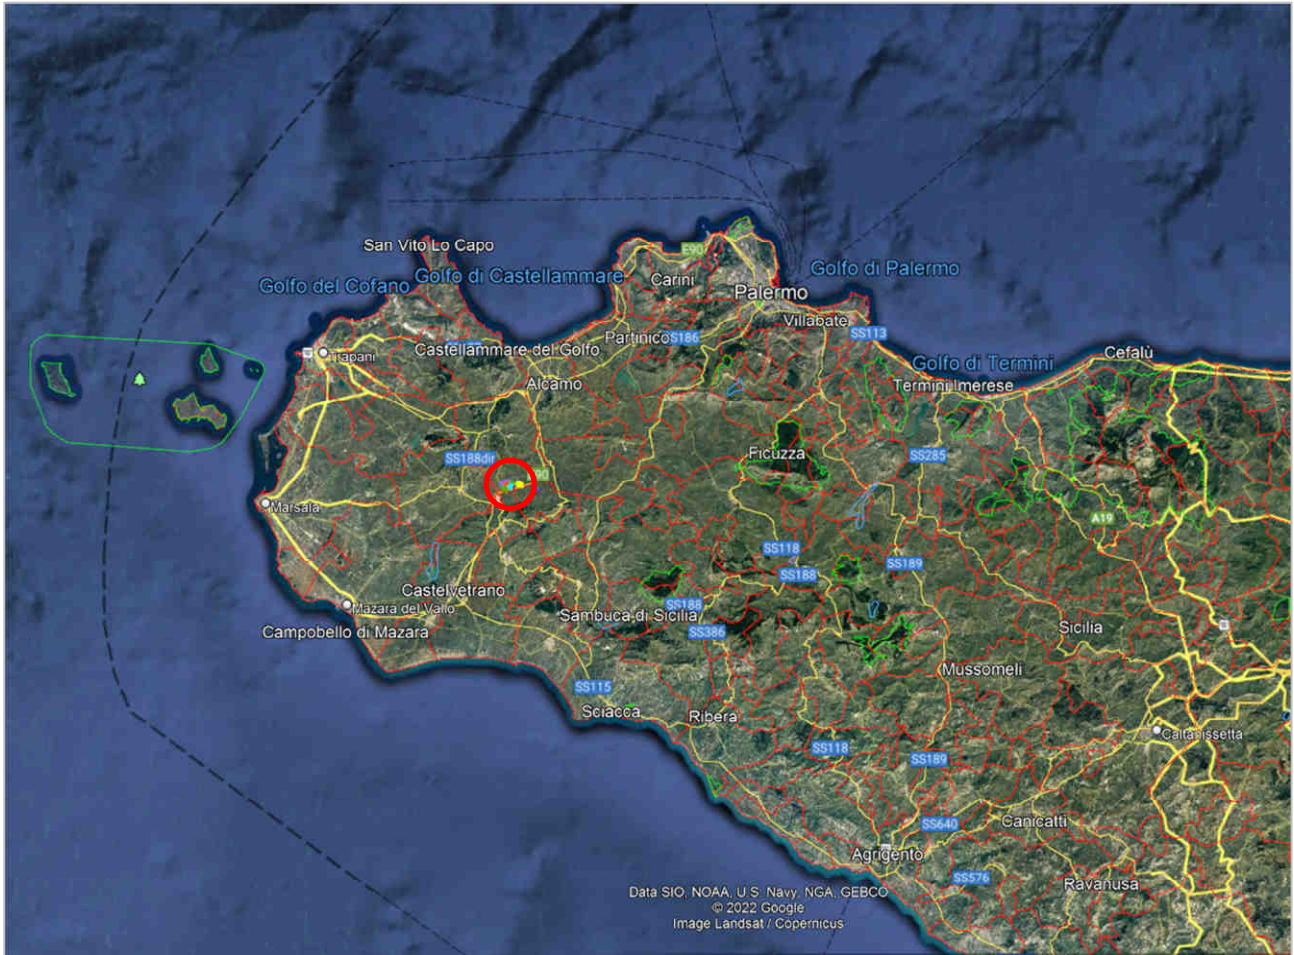 San Vito Lo Capo
Golfo del Cofano
Golfo di Castellammare
E90
Carini
Golfo di Palermo
Palermo
Villabate
SS113
Partinico
SS186
Trapani
Castellammare del Golfo
Golfo di Termini
Cefalù
Alcamo
Termini Imerese
SS188dir
Ficuzza
SS285
Marsala
A19
SS118
SS189
SS188
Castelvetrano
Mazara del Vallo
SS188
Sambuca di Sicilia
Campobello di Mazara
SS386
Sicilia
Mussomeli
SS115
Sciacca
Ribera
Caltanissetta
SS118
SS189
SS640
Canicatti
Agrigento
SS576
Ravanusa
Data SIO, NOAA, U.S. Navy, NGA, GEBCO
© 2022 Google
Image Landsat / Copernicus